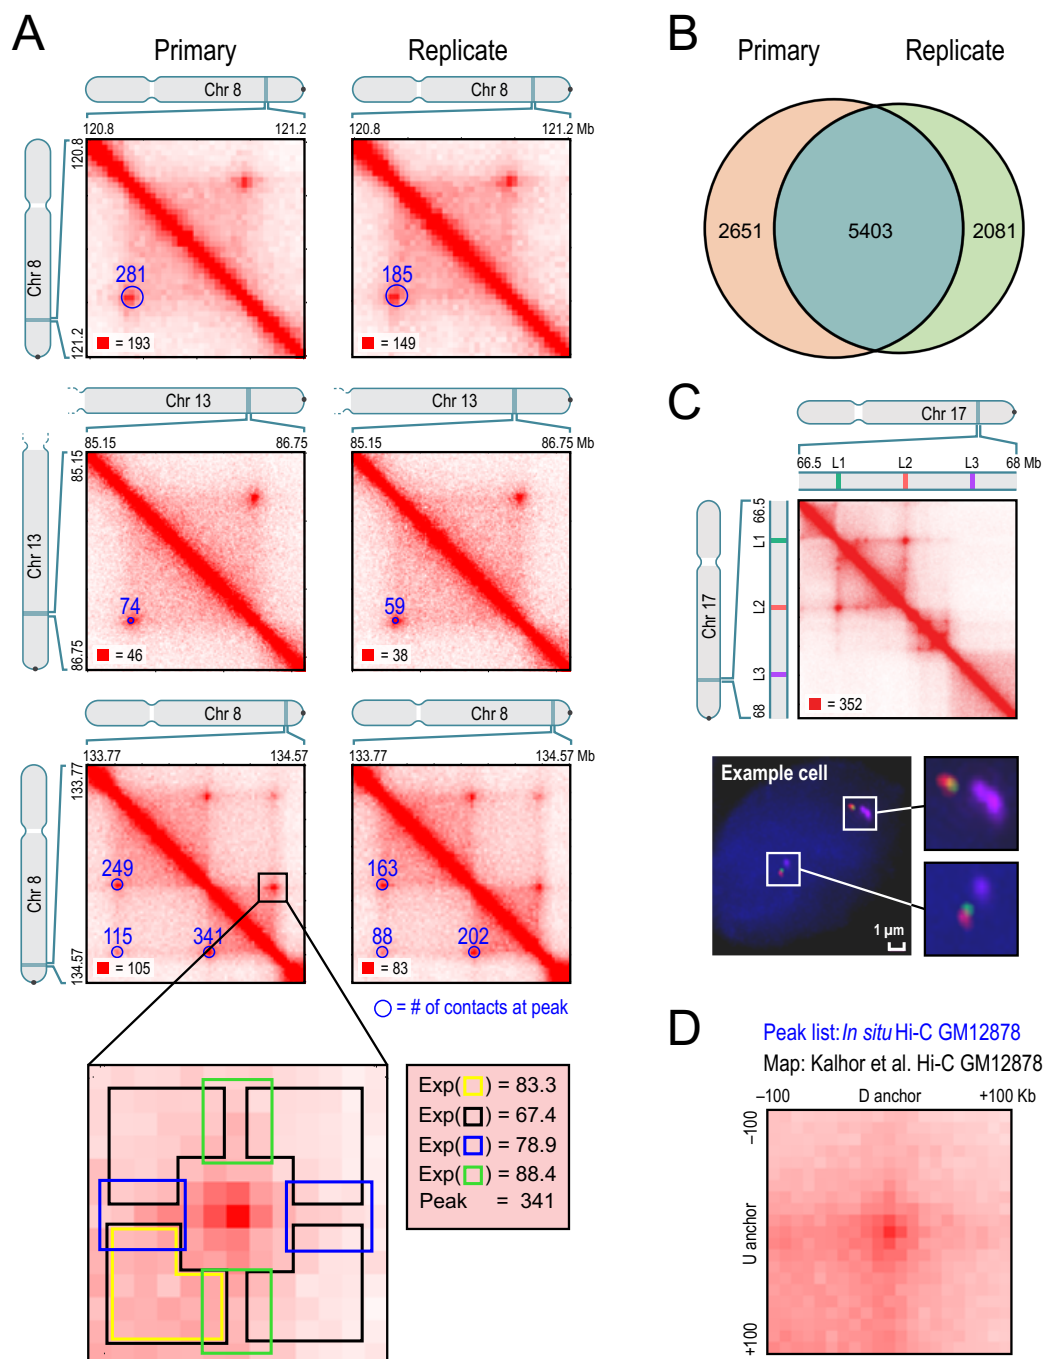 A
Primary
Replicate
Chr 8
Chr 8
120.8
121.2
120.8
121.2 Mb
120.8
Chr 8
121.2
281
= 193
185
= 149
Chr 13
Chr 13
85.15
86.75
85.15
86.75 Mb
85.15
Chr 13
86.75
74
= 46
59
= 38
Chr 8
Chr 8
133.77
134.57
133.77
134.57 Mb
133.77
Chr 8
134.57
249
115
341
= 105
163
88
202
= 83
= # of contacts at peak
Exp( ) = 83.3
Exp( ) = 67.4
Exp( ) = 78.9
Exp( ) = 88.4
Peak = 341
B
Primary
Replicate
2651
5403
2081
C
Chr 17
66.5
L1
L2
L3
68 Mb
66.5
L1
L2
L3
68
Chr 17
= 352
Example cell
1 µm
D
Peak list: In situ Hi-C GM12878
Map: Kalhor et al. Hi-C GM12878
–100
D anchor
+100 Kb
–100
U anchor
+100